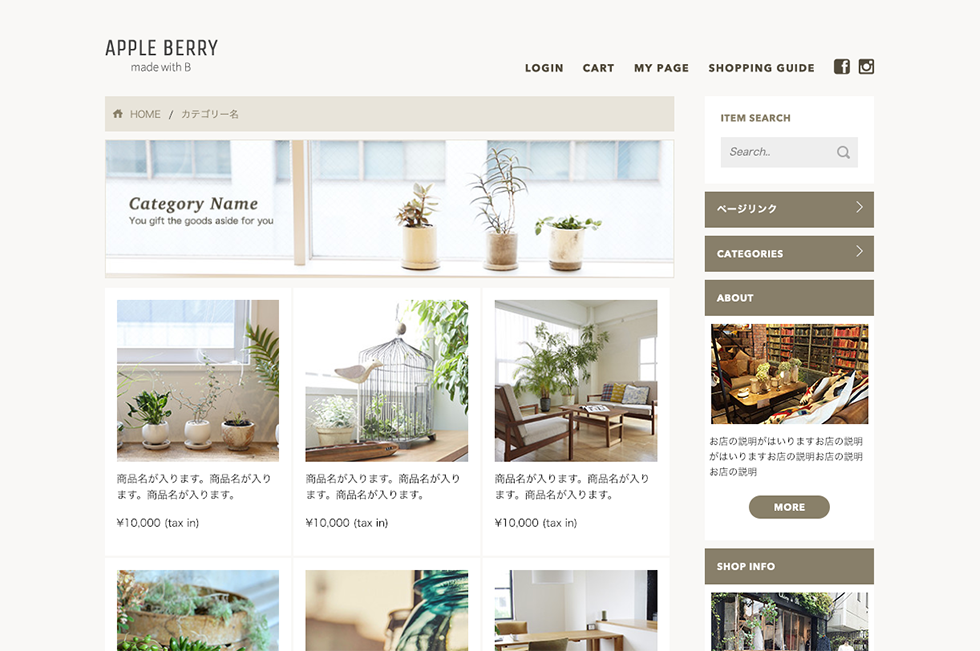 APPLE BERRY
made with B
LOGIN CART MY PAGE SHOPPING GUIDE
HOME / カテゴリー名
Category Name
You gift the goods aside for you
商品名が入ります。商品名が入り
ます。商品名が入ります。
¥10,000 (tax in)
商品名が入ります。商品名が入り
ます。商品名が入ります。
¥10,000 (tax in)
商品名が入ります。商品名が入り
ます。商品名が入ります。
¥10,000 (tax in)
ITEM SEARCH
Search..
ページリンク
CATEGORIES
ABOUT
お店の説明がはいりますお店の説明
がはいりますお店の説明お店の説明
お店の説明
MORE
SHOP INFO